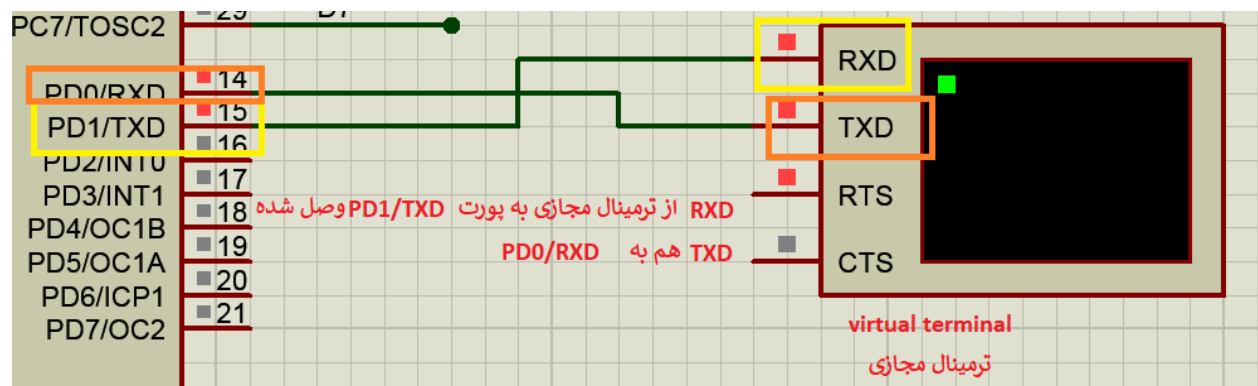 PC7/TOSC2
29
D7
PD0/RXD
14
PD1/TXD
15
PD2/INT0
16
PD3/INT1
17
PD4/OC1B
18
PD5/OC1A
19
PD6/ICP1
20
PD7/OC2
21
RXD
TXD
RTS
CTS
RXD از ترمینال مجازی به پورت PD1/TXD وصل شده
TXD هم به PD0/RXD
virtual terminal
ترمینال مجازی